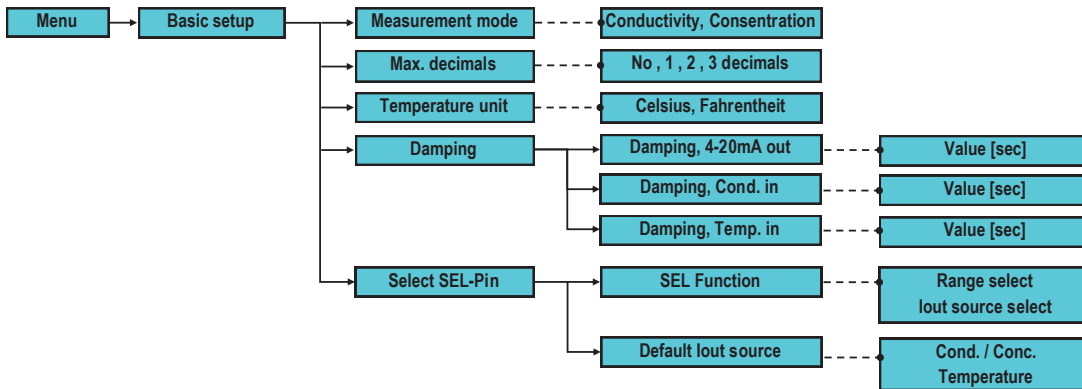 Menu
Basic setup
Measurement mode
Conductivity, Consentration
Max. decimals
No , 1 , 2 , 3 decimals
Temperature unit
Celsius, Fahrentheit
Damping
Damping, 4-20mA out
Value [sec]
Damping, Cond. in
Value [sec]
Damping, Temp. in
Value [sec]
Select SEL-Pin
SEL Function
Range select
Iout source select
Default Iout source
Cond. / Conc.
Temperature